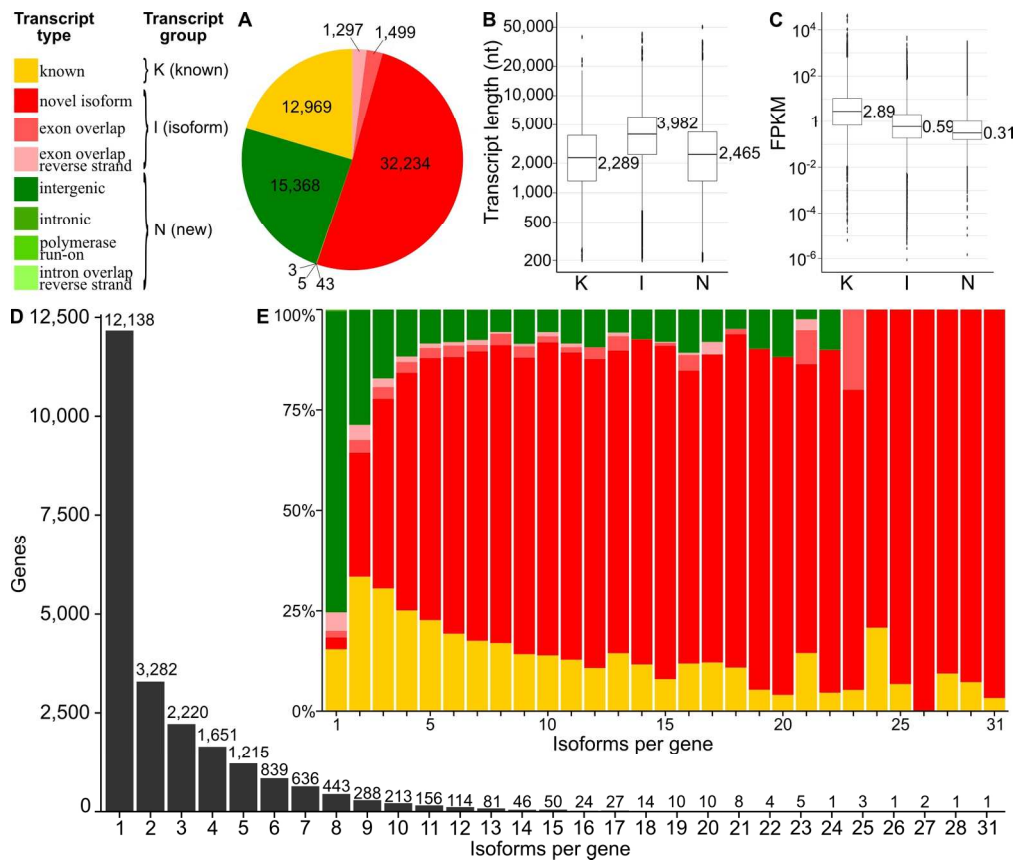 Transcript type
Transcript group
known
K (known)
novel isoform
exon overlap
exon overlap reverse strand
I (isoform)
intergenic
intronic
polymerase run-on
intron overlap reverse strand
N (new)
A
1,297
1,499
12,969
32,234
15,368
3
5
43
B
Transcript length (nt)
50,000
20,000
10,000
5,000
2,000
1,000
500
200
2,289
3,982
2,465
K I N
C
FPKM
10^4
10^2
1
10^-2
10^-4
10^-6
2.89
0.59
0.31
K I N
D
Genes
12,500
10,000
7,500
5,000
2,500
0
12,138
3,282
2,220
1,651
1,215
839
636
443
288
213
156
114
81
46
50
24
27
14
10
10
8
4
5
1
3
1
2
1
1
1 2 3 4 5 6 7 8 9 10 11 12 13 14 15 16 17 18 19 20 21 22 23 24 25 26 27 28 31
Isoforms per gene
E
100%
75%
50%
25%
0%
1 5 10 15 20 25 31
Isoforms per gene